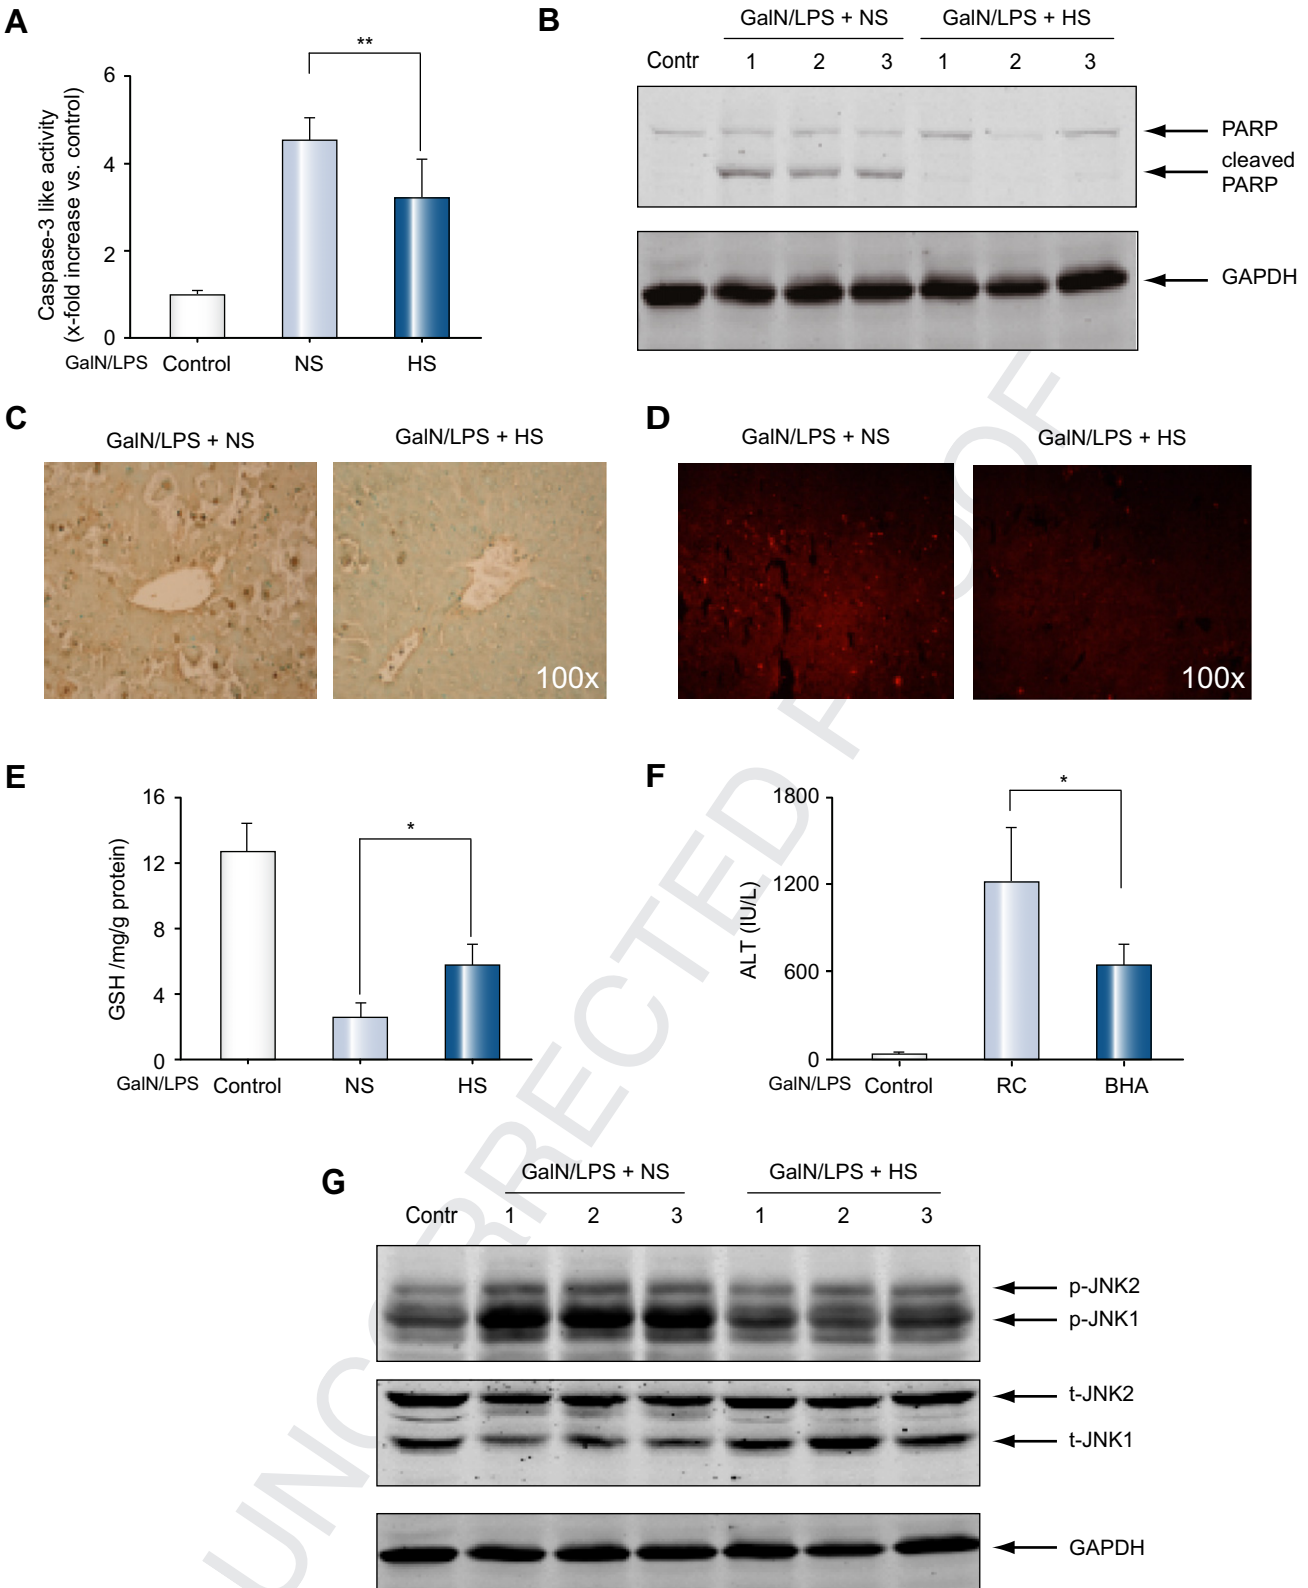 A
**
6
4
2
0
Caspase-3 like activity
(x-fold increase vs. control)
GalN/LPS Control NS HS
B
GalN/LPS + NS GalN/LPS + HS
Contr 1 2 3 1 2 3
PARP
cleaved
PARP
GAPDH
C
GalN/LPS + NS GalN/LPS + HS
100x
D
GalN/LPS + NS GalN/LPS + HS
100x
E
16
12
8
4
0
GSH /mg/g protein)
*
GalN/LPS Control NS HS
F
1800
1200
600
0
ALT (IU/L)
*
GalN/LPS Control RC BHA
G
GalN/LPS + NS GalN/LPS + HS
Contr 1 2 3 1 2 3
p-JNK2
p-JNK1
t-JNK2
t-JNK1
GAPDH
UNCORRECTED PROOF